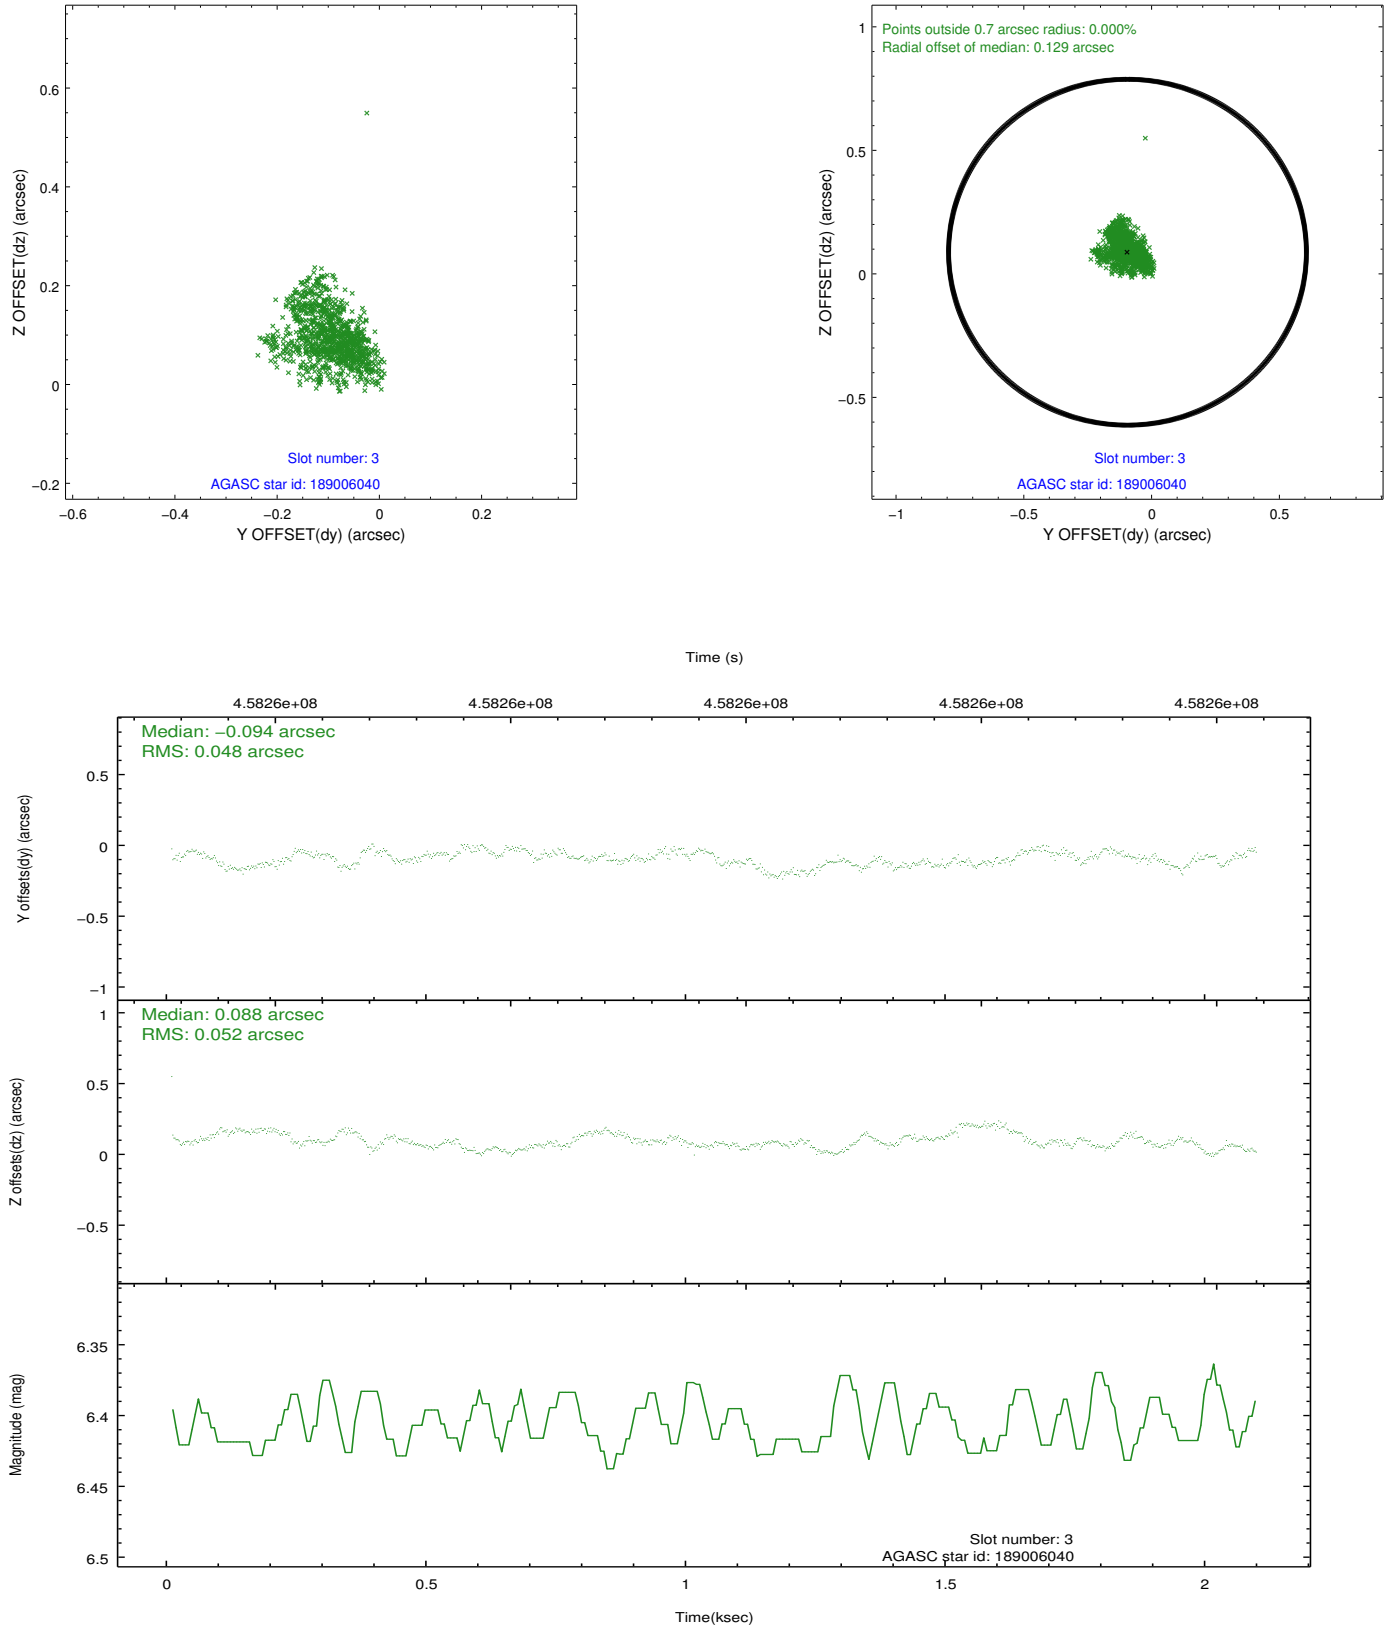 0.6
0.4
0.2
0
−0.2
−0.6
−0.4
−0.2
0
0.2
Z OFFSET(dz) (arcsec)
Y OFFSET(dy) (arcsec)
Slot number: 3
AGASC star id: 189006040
Points outside 0.7 arcsec radius: 0.000%
Radial offset of median: 0.129 arcsec
1
0.5
0
−0.5
−1
−0.5
0
0.5
Z OFFSET(dz) (arcsec)
Y OFFSET(dy) (arcsec)
Slot number: 3
AGASC star id: 189006040
Time (s)
4.5826e+08
4.5826e+08
4.5826e+08
4.5826e+08
4.5826e+08
Median: −0.094 arcsec
RMS: 0.048 arcsec
0.5
0
−0.5
−1
Y offsets(dy) (arcsec)
Median: 0.088 arcsec
RMS: 0.052 arcsec
1
0.5
0
−0.5
Z offsets(dz) (arcsec)
6.35
6.4
6.45
6.5
Magnitude (mag)
Slot number: 3
AGASC star id: 189006040
0
0.5
1
1.5
2
Time(ksec)